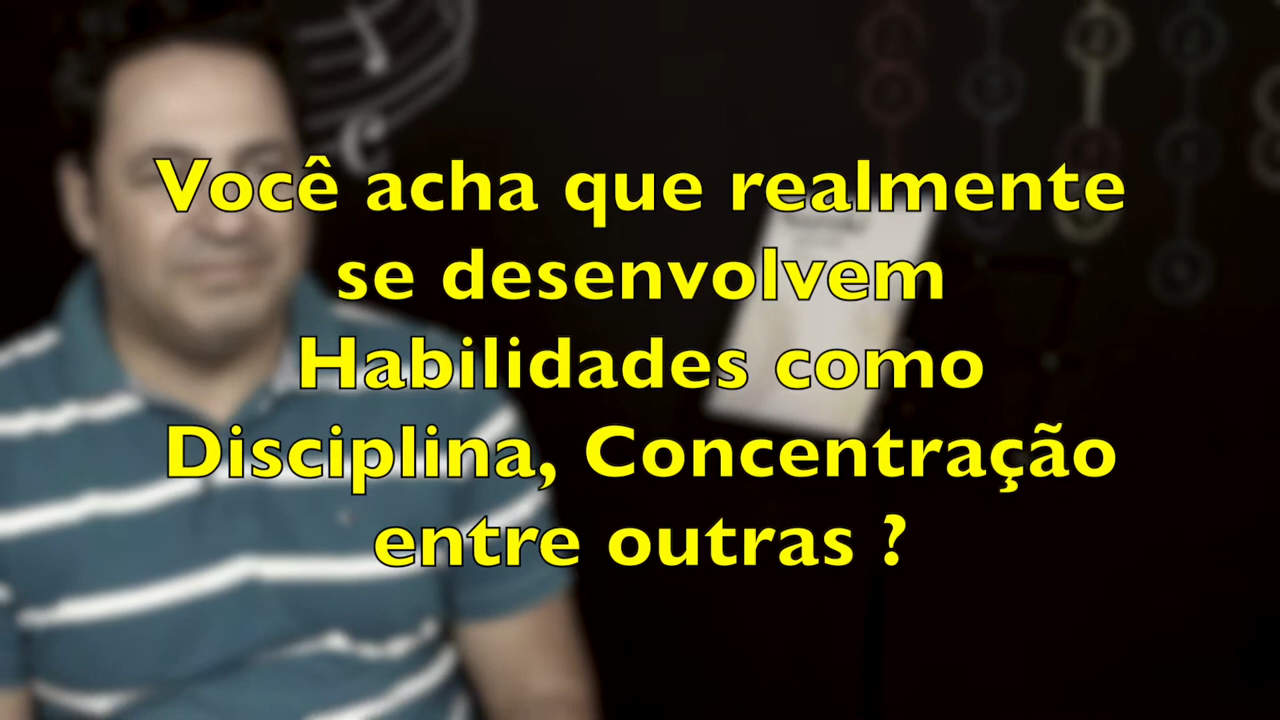 Você acha que realmente
se desenvolvem
Habilidades como
Disciplina, Concentração
entre outras ?